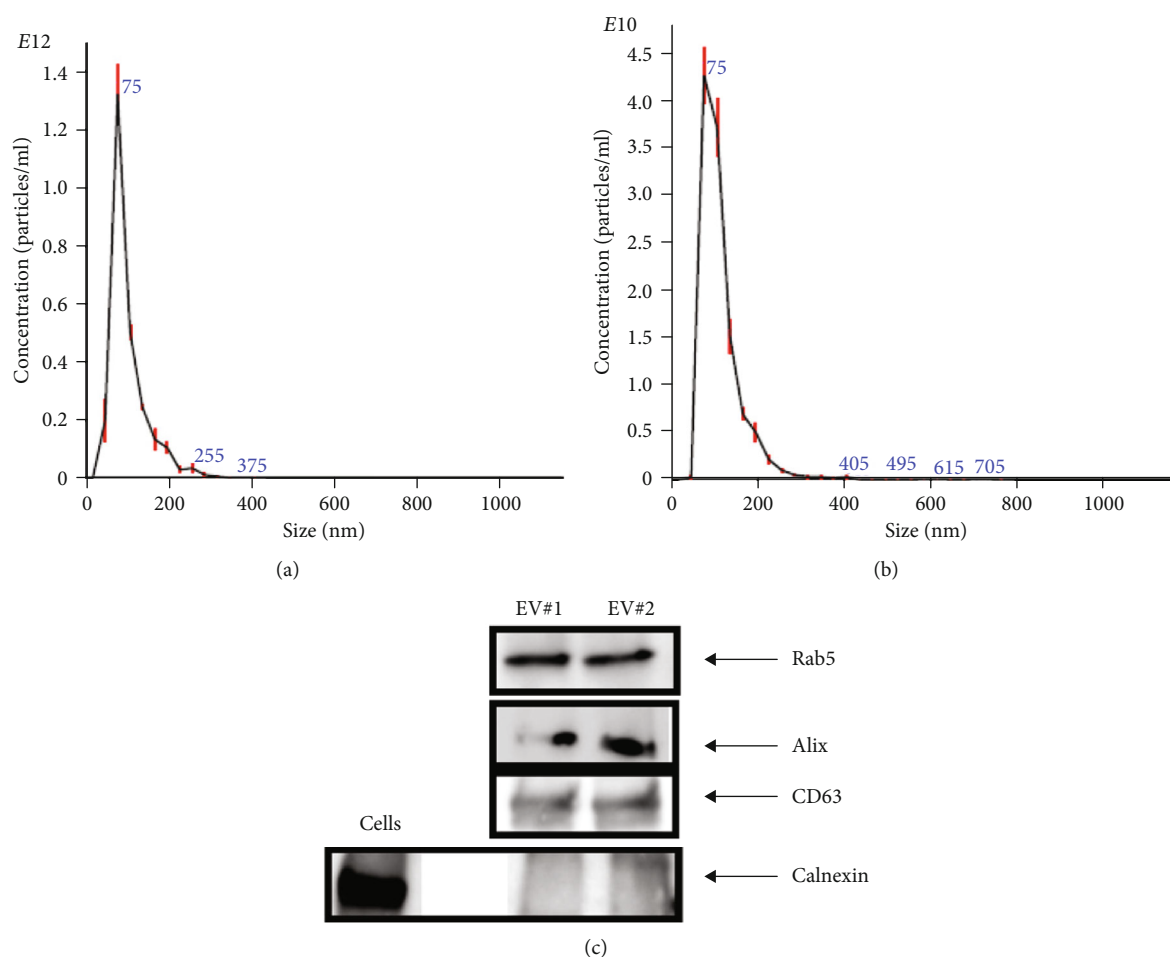 E12
Concentration (particles/ml)
1.4
1.2
1.0
0.8
0.6
0.4
0.2
0
75
255
375
0 200 400 600 800 1000
Size (nm)
(a)
E10
Concentration (particles/ml)
4.5
4.0
3.5
3.0
2.5
2.0
1.5
1.0
0.5
0
75
405 495 615 705
0 200 400 600 800 1000
Size (nm)
(b)
EV#1 EV#2
Rab5
Alix
CD63
Cells
Calnexin
(c)